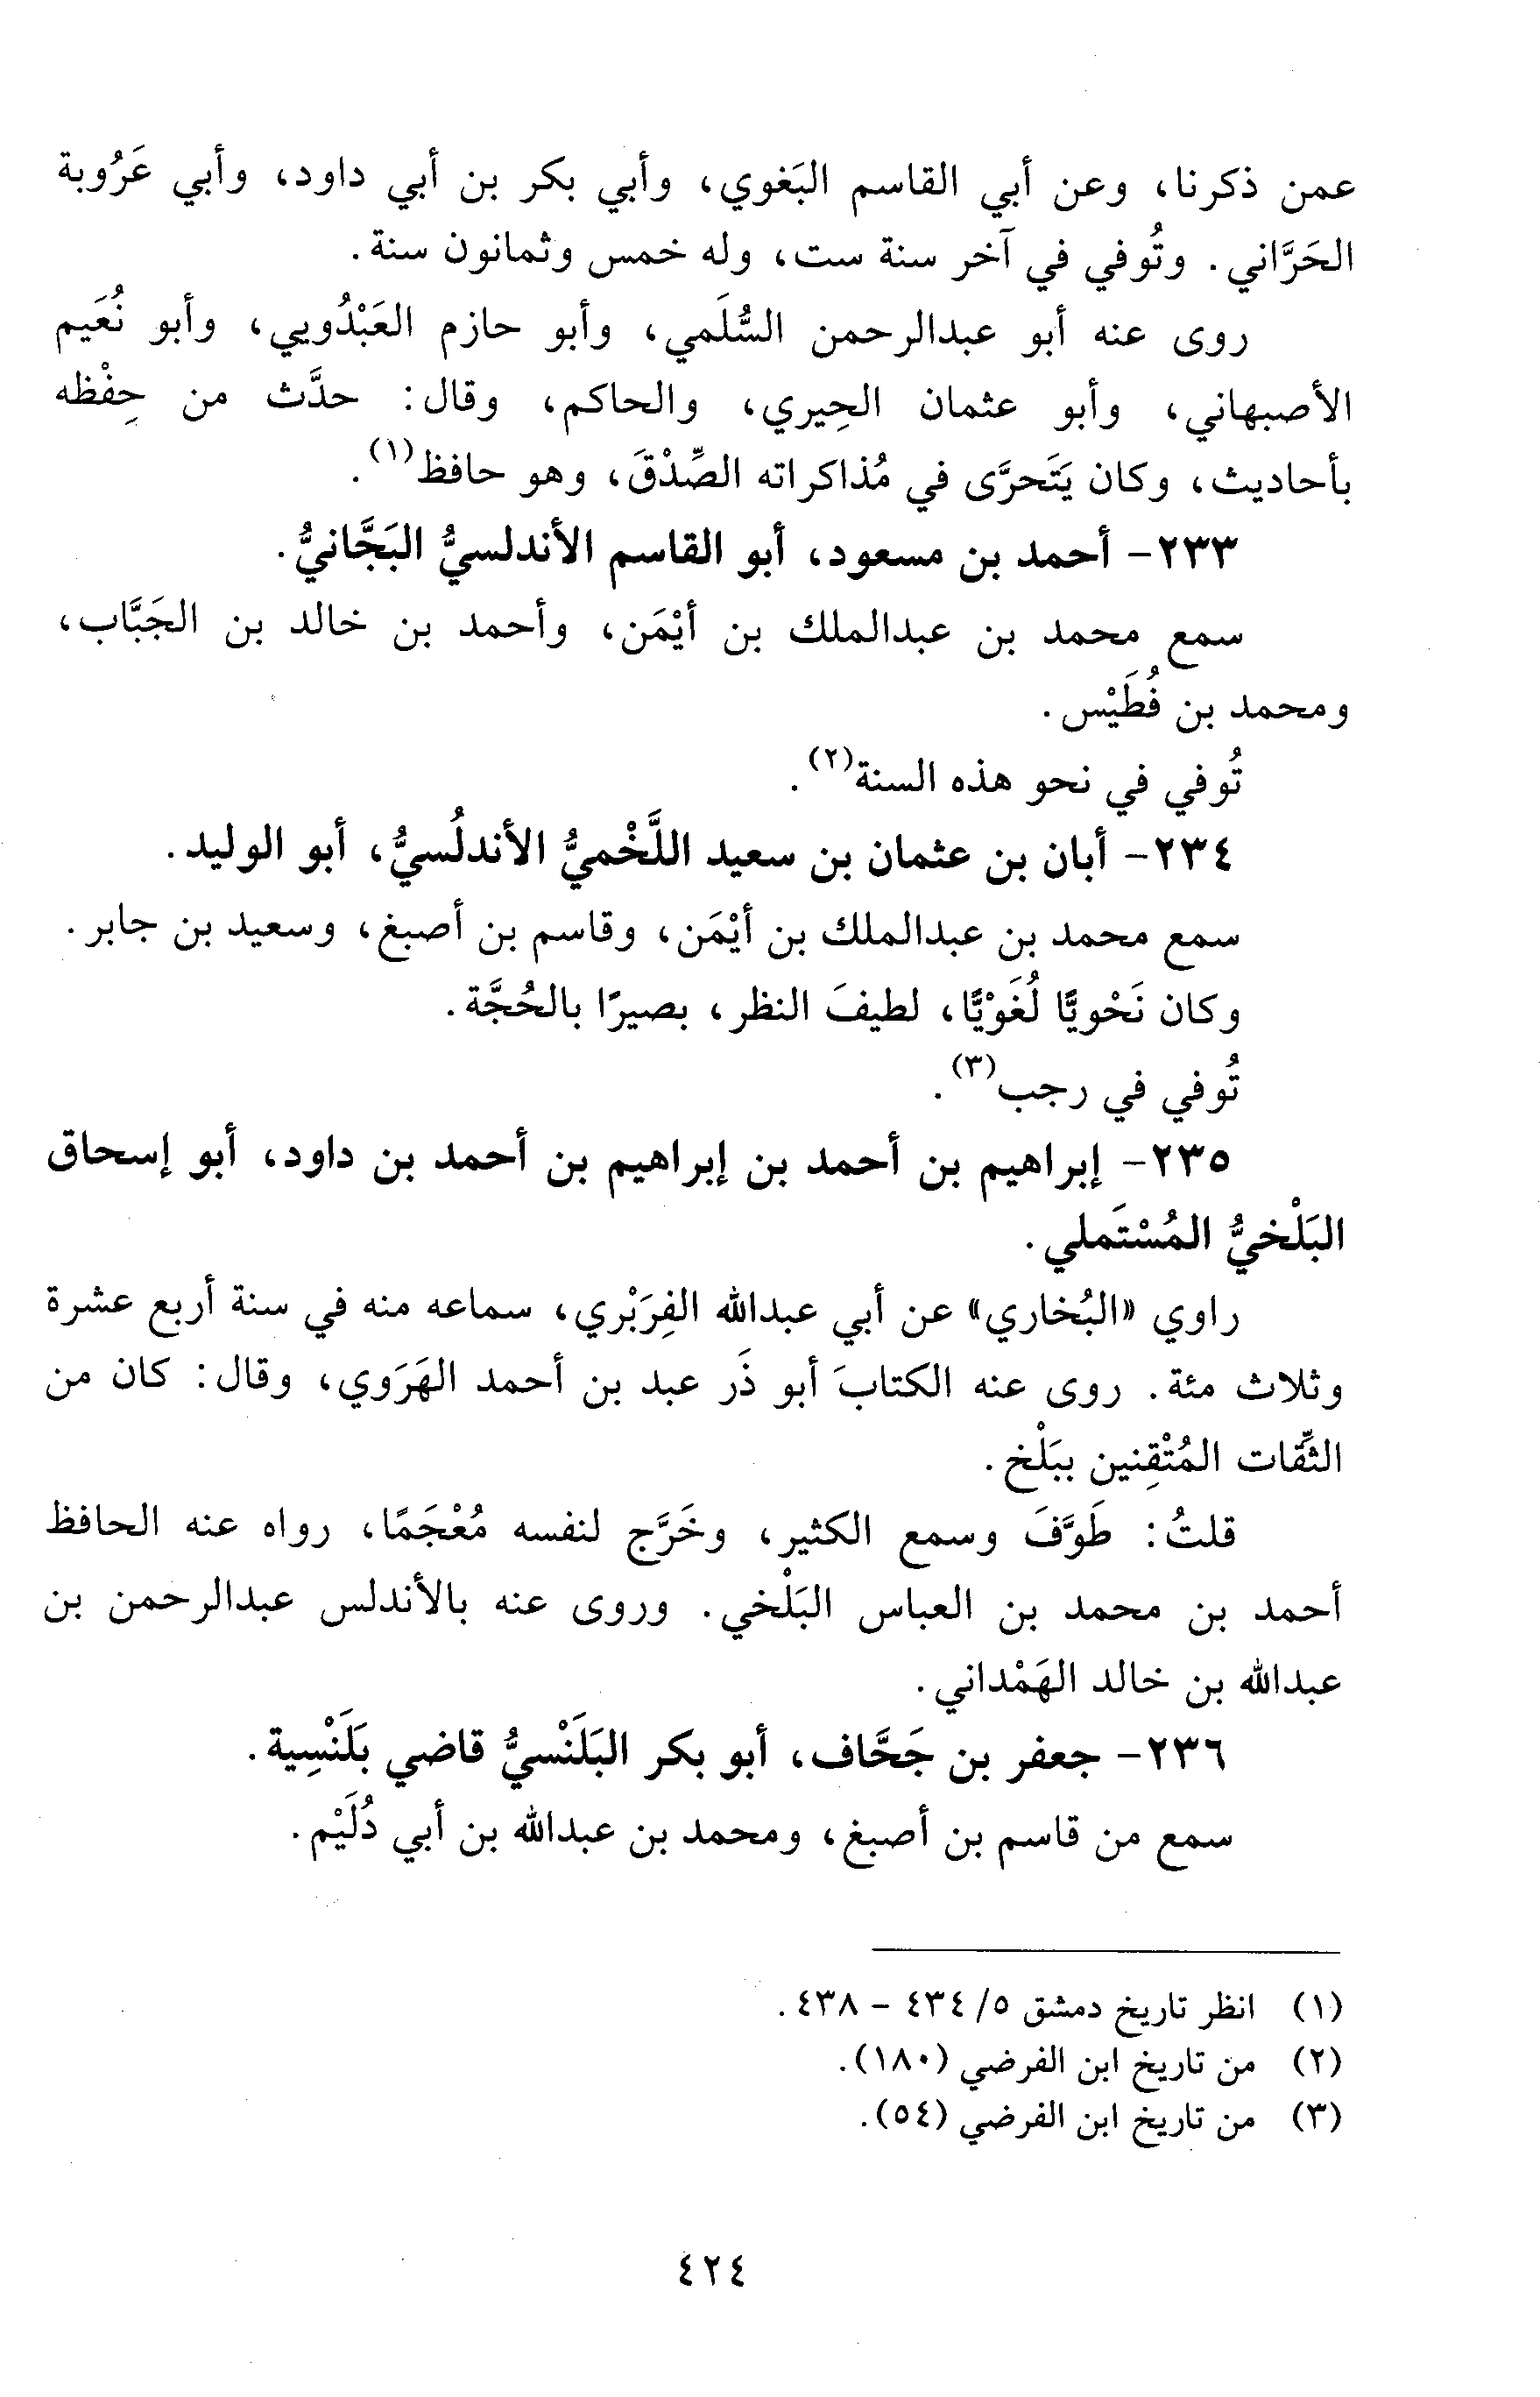 عمن ذكرنا، وعن أبي القاسم البَغوي، وأبي بكر بن أبي داود، وأبي عَرُوبة
الحَرَّاني. وتُوفي في آخر سنة ست، وله خمس وثمانون سنة.
روى عنه أبو عبدالرحمن السُّلَمي، وأبو حازم العَبْدُويي، وأبو نُعَيم
الأصبهاني، وأبو عثمان الحِيري، والحاكم، وقال: حدَّث من حِفْظه
بأحاديث، وكان يَتَحرَّى في مُذاكراته الصِّدْقَ، وهو حافظ(١).
٢٣٣- أحمد بن مسعود، أبو القاسم الأندلسيُّ البَجَّانيُّ.
سمع محمد بن عبدالملك بن أيْمَن، وأحمد بن خالد بن الجَبَّاب،
ومحمد بن فُطَيْس.
تُوفي في نحو هذه السنة(٢).
٢٣٤- أبان بن عثمان بن سعيد اللَّخْميُّ الأندلُسيُّ، أبو الوليد.
سمع محمد بن عبدالملك بن أيْمَن، وقاسم بن أصبغ، وسعيد بن جابر.
وكان نَحْويًّا لُغَوْيًّا، لطيفَ النظر، بصيرًا بالحُجَّة.
تُوفي في رجب(٣).
٢٣٥- إبراهيم بن أحمد بن إبراهيم بن أحمد بن داود، أبو إسحاق
البَلْخيُّ المُسْتَملي.
راوي «البُخاري» عن أبي عبدالله الفِرَبْري، سماعه منه في سنة أربع عشرة
وثلاث مئة. روى عنه الكتابَ أبو ذَر عبد بن أحمد الهَرَوي، وقال: كان من
الثِّقات المُتْقِنين ببَلْخ.
قلتُ: طَوَّفَ وسمع الكثير، وخَرَّج لنفسه مُعْجَمًا، رواه عنه الحافظ
أحمد بن محمد بن العباس البَلْخي. وروى عنه بالأندلس عبدالرحمن بن
عبدالله بن خالد الهَمْداني.
٢٣٦- جعفر بن جَحَّاف، أبو بكر البَلَنْسيُّ قاضي بَلَنْسِية.
سمع من قاسم بن أصبغ، ومحمد بن عبدالله بن أبي دُلَيْم.
(١) انظر تاريخ دمشق ٥/ ٤٣٤ - ٤٣٨.
(٢) من تاريخ ابن الفرضي (١٨٠).
(٣) من تاريخ ابن الفرضي (٥٤).
٤٢٤